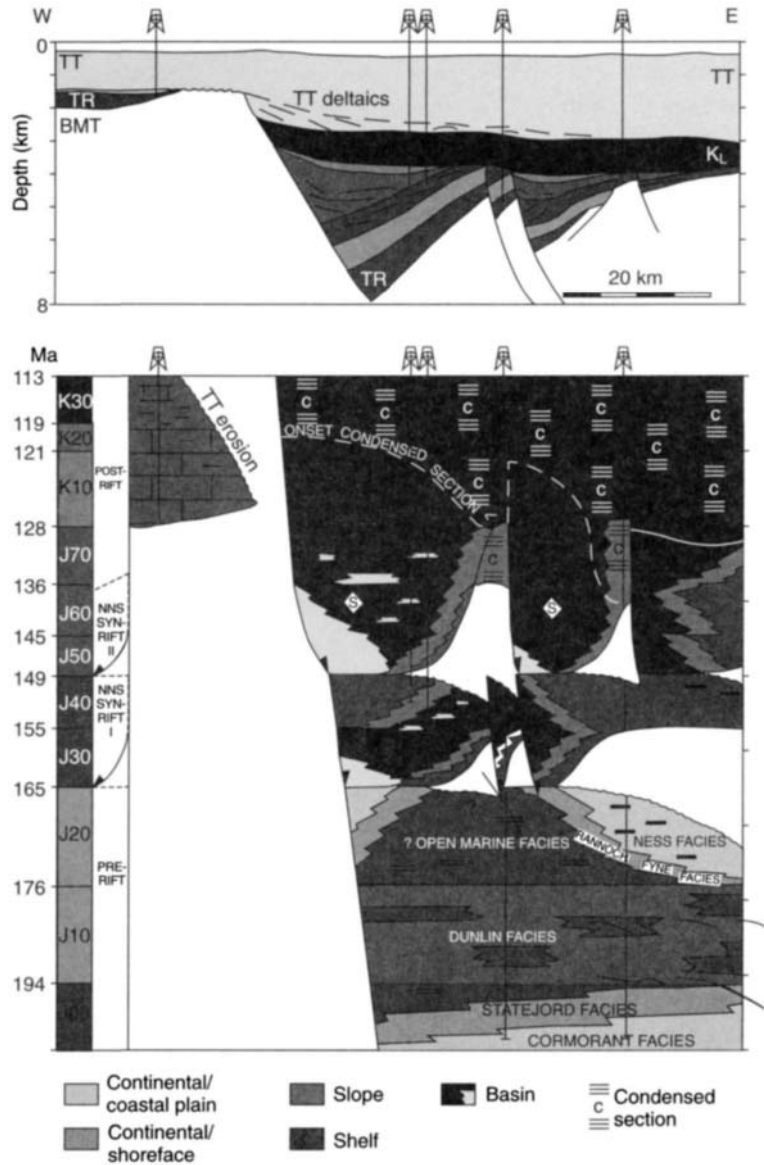 W
E
0
TT
TT
TR
TT deltaics
BMT
Depth (km)
KL
20 km
TR
8
Ma
113
K30
119
K20
121
K10
128
J70
136
J60
145
J50
149
J40
155
J30
165
J20
176
J10
194
POST-
RIFT
NNS
SYN-
RIFT
II
NNS
SYN-
RIFT
I
PRE-
RIFT
TT erosion
ONSET CONDENSED SECTION
C
C
C
C
C
C
C
C
C
C
C
C
S
S
? OPEN MARINE FACIES
NESS FACIES
RANNOCH FYNE FACIES
DUNLIN FACIES
STATEJORD FACIES
CORMORANT FACIES
Continental/
coastal plain
Slope
Basin
C
Condensed
section
Continental/
shoreface
Shelf